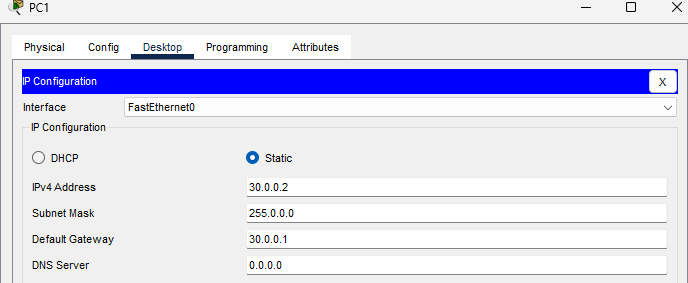 PC1
Physical Config Desktop Programming Attributes
IP Configuration X
Interface FastEthernet0
IP Configuration
DHCP Static
IPv4 Address 30.0.0.2
Subnet Mask 255.0.0.0
Default Gateway 30.0.0.1
DNS Server 0.0.0.0